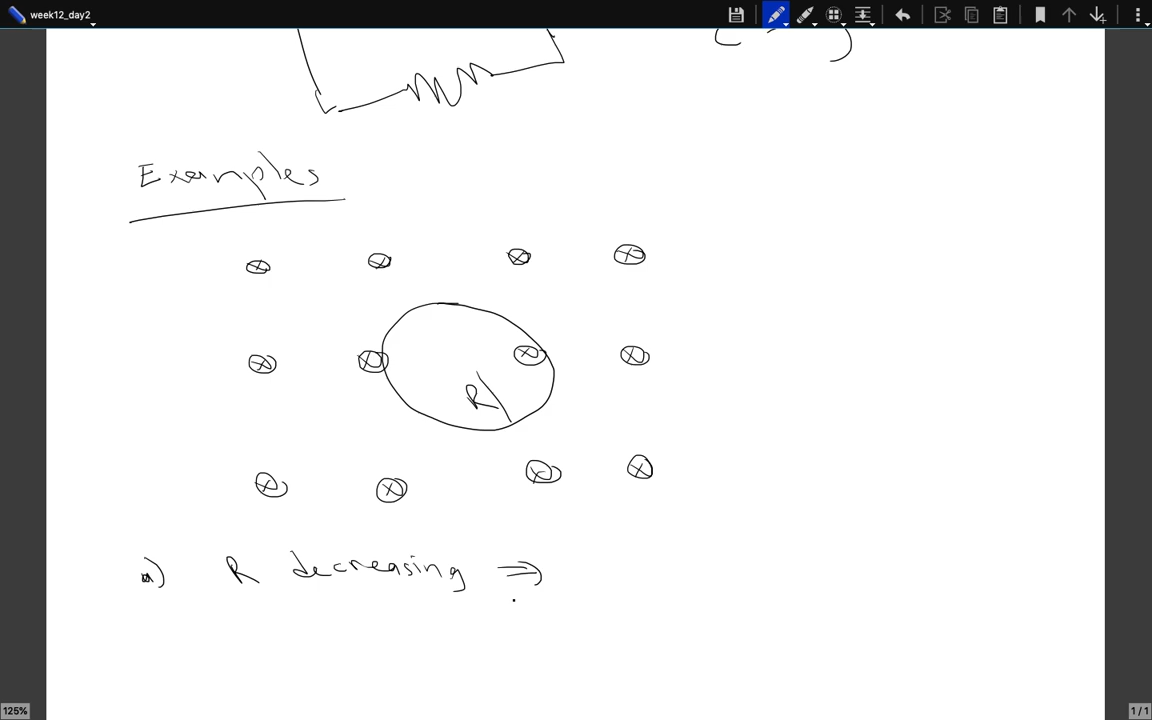 week12_day2
Examples
R
a) R decreasing ⇒
125%
1/1